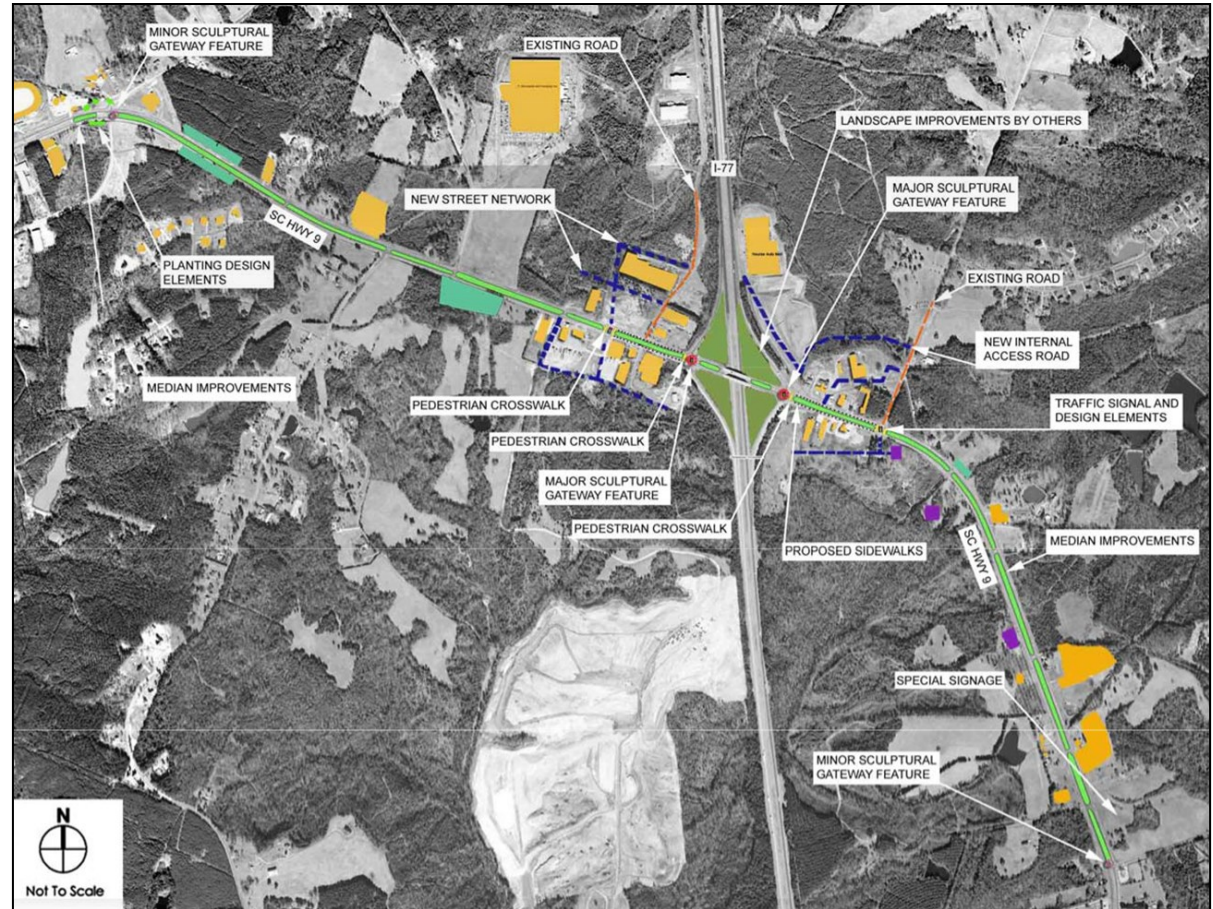 MINOR SCULPTURAL
GATEWAY FEATURE
EXISTING ROAD
LANDSCAPE IMPROVEMENTS BY OTHERS
I-77
MAJOR SCULPTURAL
GATEWAY FEATURE
NEW STREET NETWORK
SC HWY 9
PLANTING DESIGN
ELEMENTS
EXISTING ROAD
NEW INTERNAL
ACCESS ROAD
MEDIAN IMPROVEMENTS
PEDESTRIAN CROSSWALK
TRAFFIC SIGNAL AND
DESIGN ELEMENTS
PEDESTRIAN CROSSWALK
MAJOR SCULPTURAL
GATEWAY FEATURE
PEDESTRIAN CROSSWALK
PROPOSED SIDEWALKS
SC HWY 9
MEDIAN IMPROVEMENTS
SPECIAL SIGNAGE
MINOR SCULPTURAL
GATEWAY FEATURE
N
Not To Scale